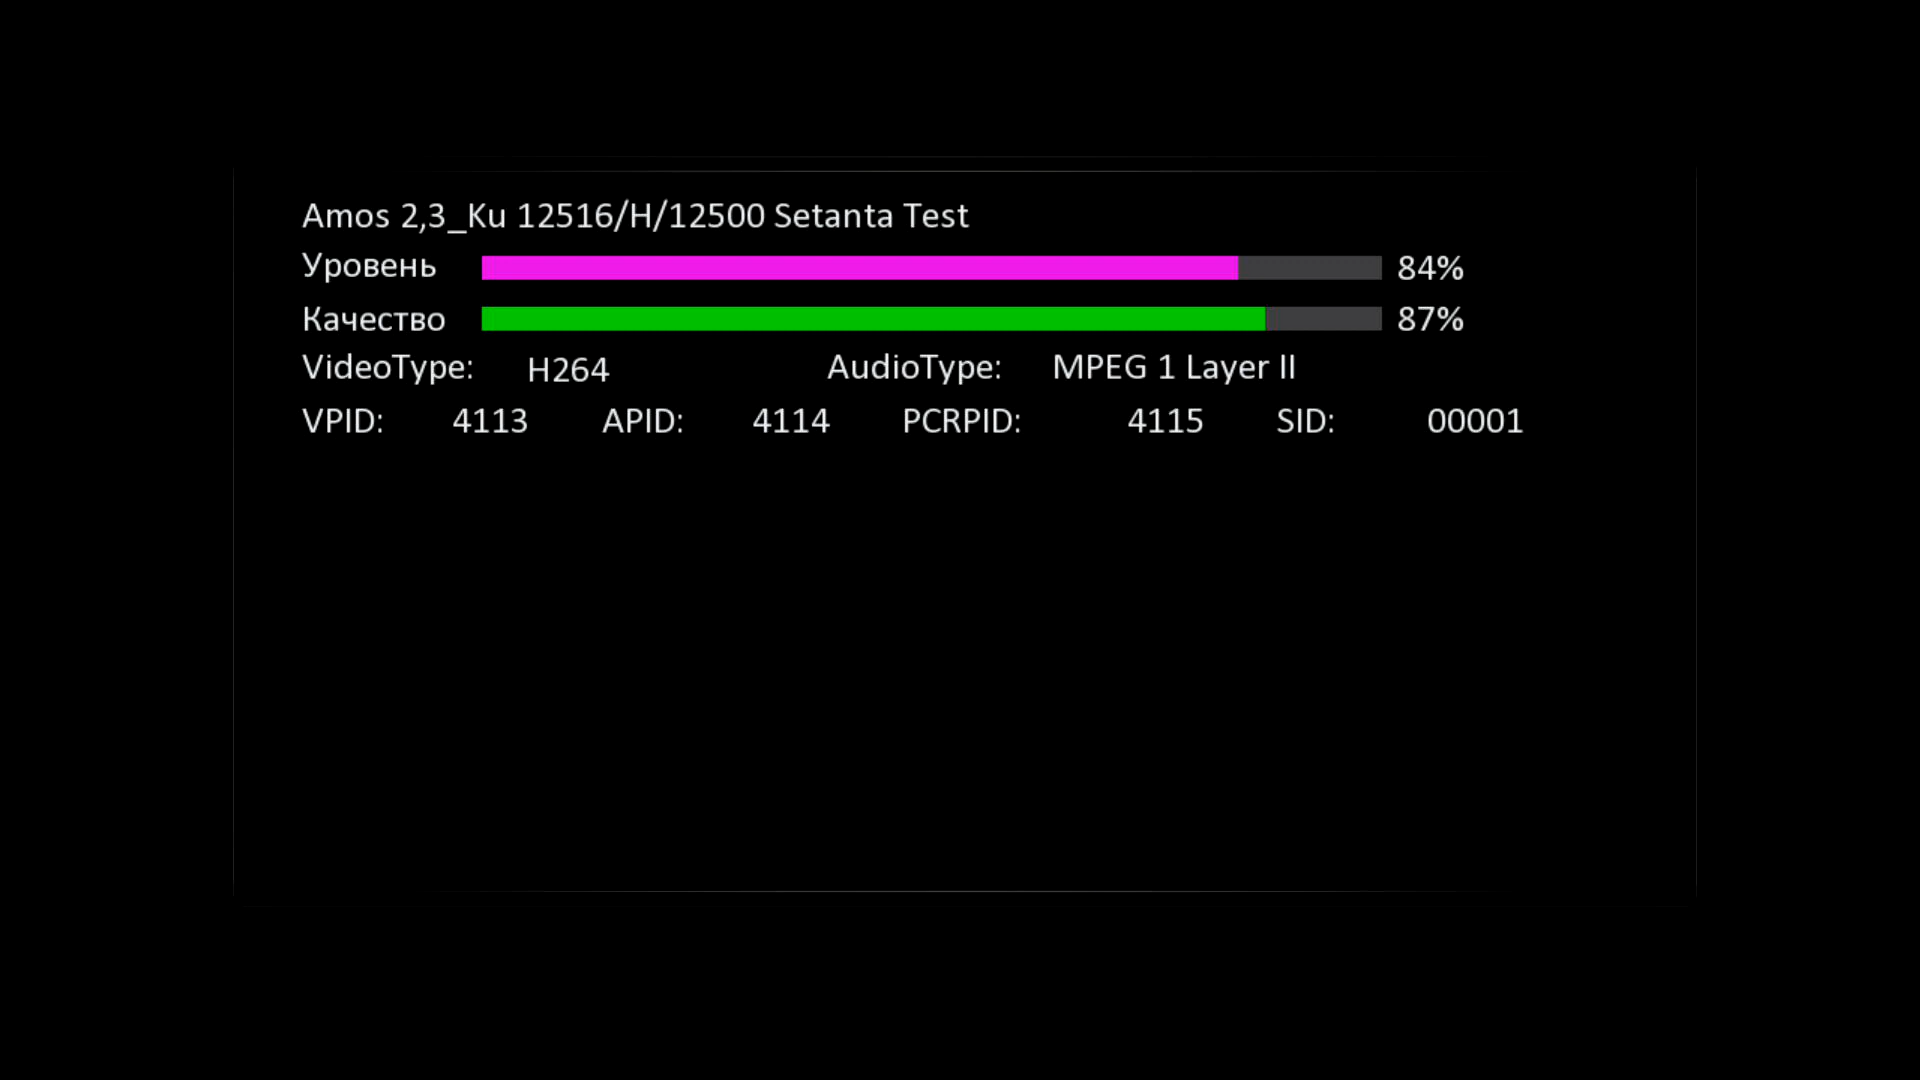 Amos 2,3_Ku 12516/H/12500 Setanta Test
Уровень 84%
Качество 87%
VideoType: H264 AudioType: MPEG 1 Layer II
VPID: 4113 APID: 4114 PCRPID: 4115 SID: 00001